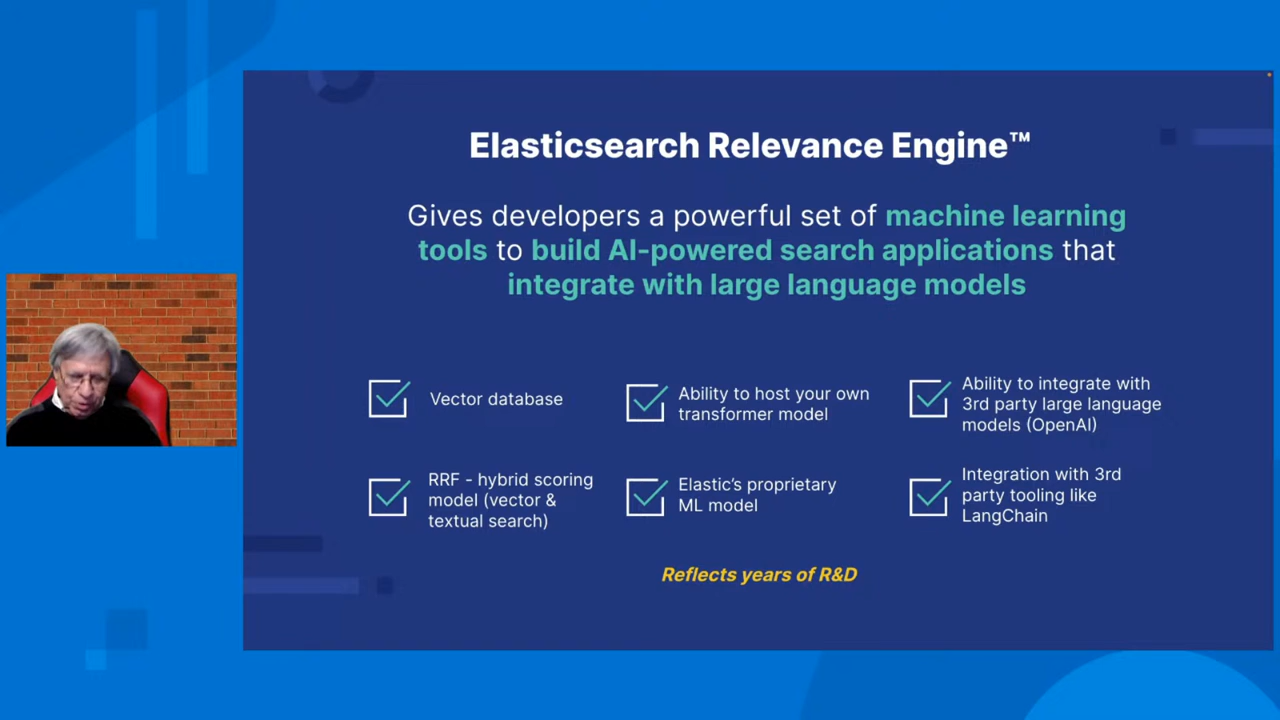 Elasticsearch Relevance Engine™
Gives developers a powerful set of machine learning
tools to build AI-powered search applications that
integrate with large language models
Vector database
Ability to host your own
transformer model
Ability to integrate with
3rd party large language
models (OpenAI)
RRF - hybrid scoring
model (vector &
textual search)
Elastic's proprietary
ML model
Integration with 3rd
party tooling like
LangChain
Reflects years of R&D